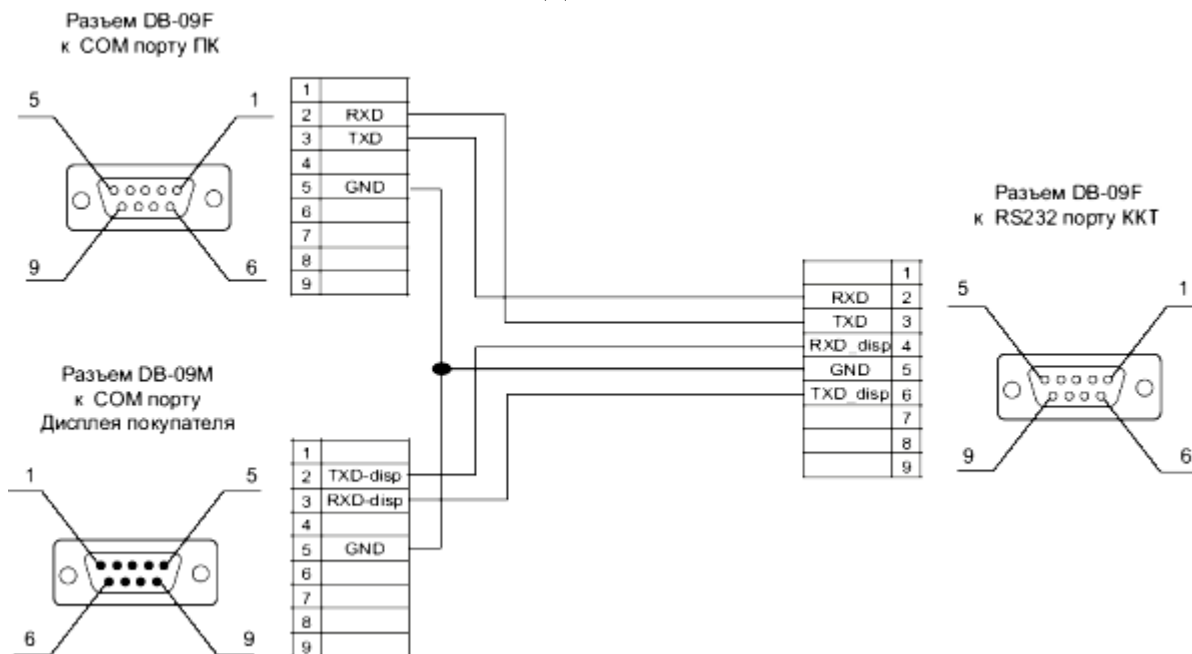 Разъем DB-09F
к COM порту ПК
5 1
9 6
1
2 RXD
3 TXD
4
5 GND
6
7
8
9
Разъем DB-09M
к COM порту
Дисплея покупателя
1 5
6 9
1
2 TXD-disp
3 RXD-disp
4
5 GND
6
7
8
9
Разъем DB-09F
к RS232 порту ККТ
1
RXD 2
TXD 3
RXD_disp 4
GND 5
TXD_disp 6
7
8
9
5 1
9 6